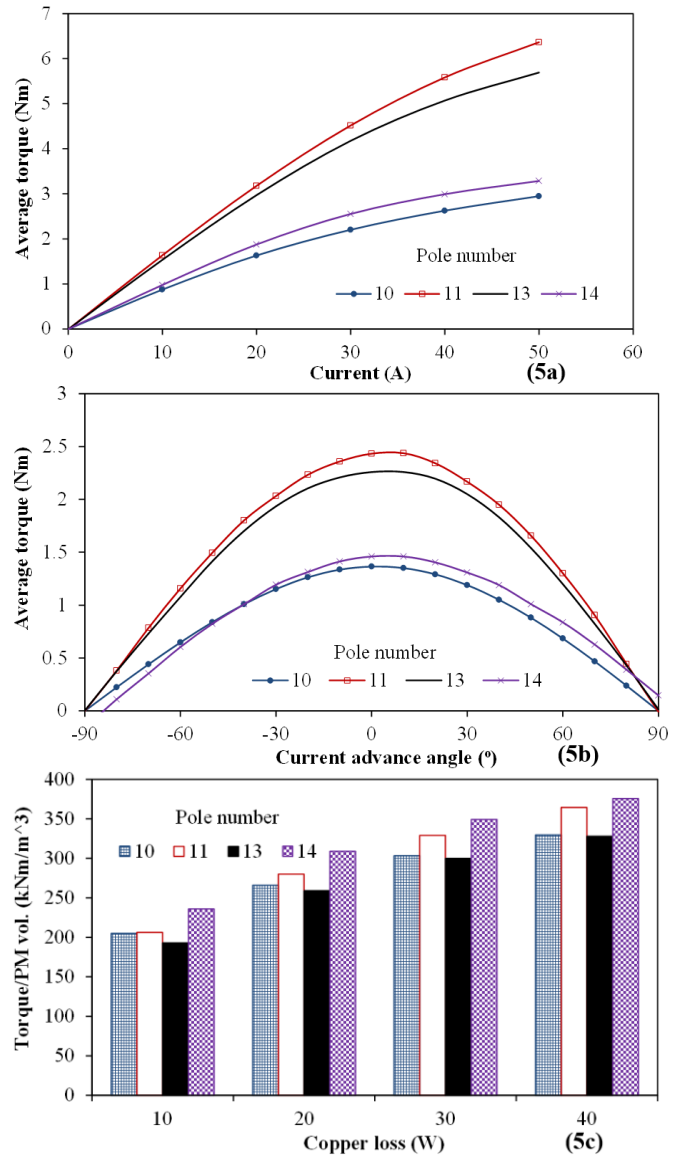 7
6
5
4
3
2
1
0
Average torque (Nm)
Pole number
10 11 13 14
0 10 20 30 40 50 60
Current (A) (5a)
3
2.5
2
1.5
1
0.5
0
Average torque (Nm)
Pole number
10 11 13 14
-90 -60 -30 0 30 60 90
Current advance angle (º) (5b)
400
350
300
250
200
150
100
50
0
Torque/PM vol. (kNm/m^3)
Pole number
10 11 13 14
10 20 30 40
Copper loss (W) (5c)